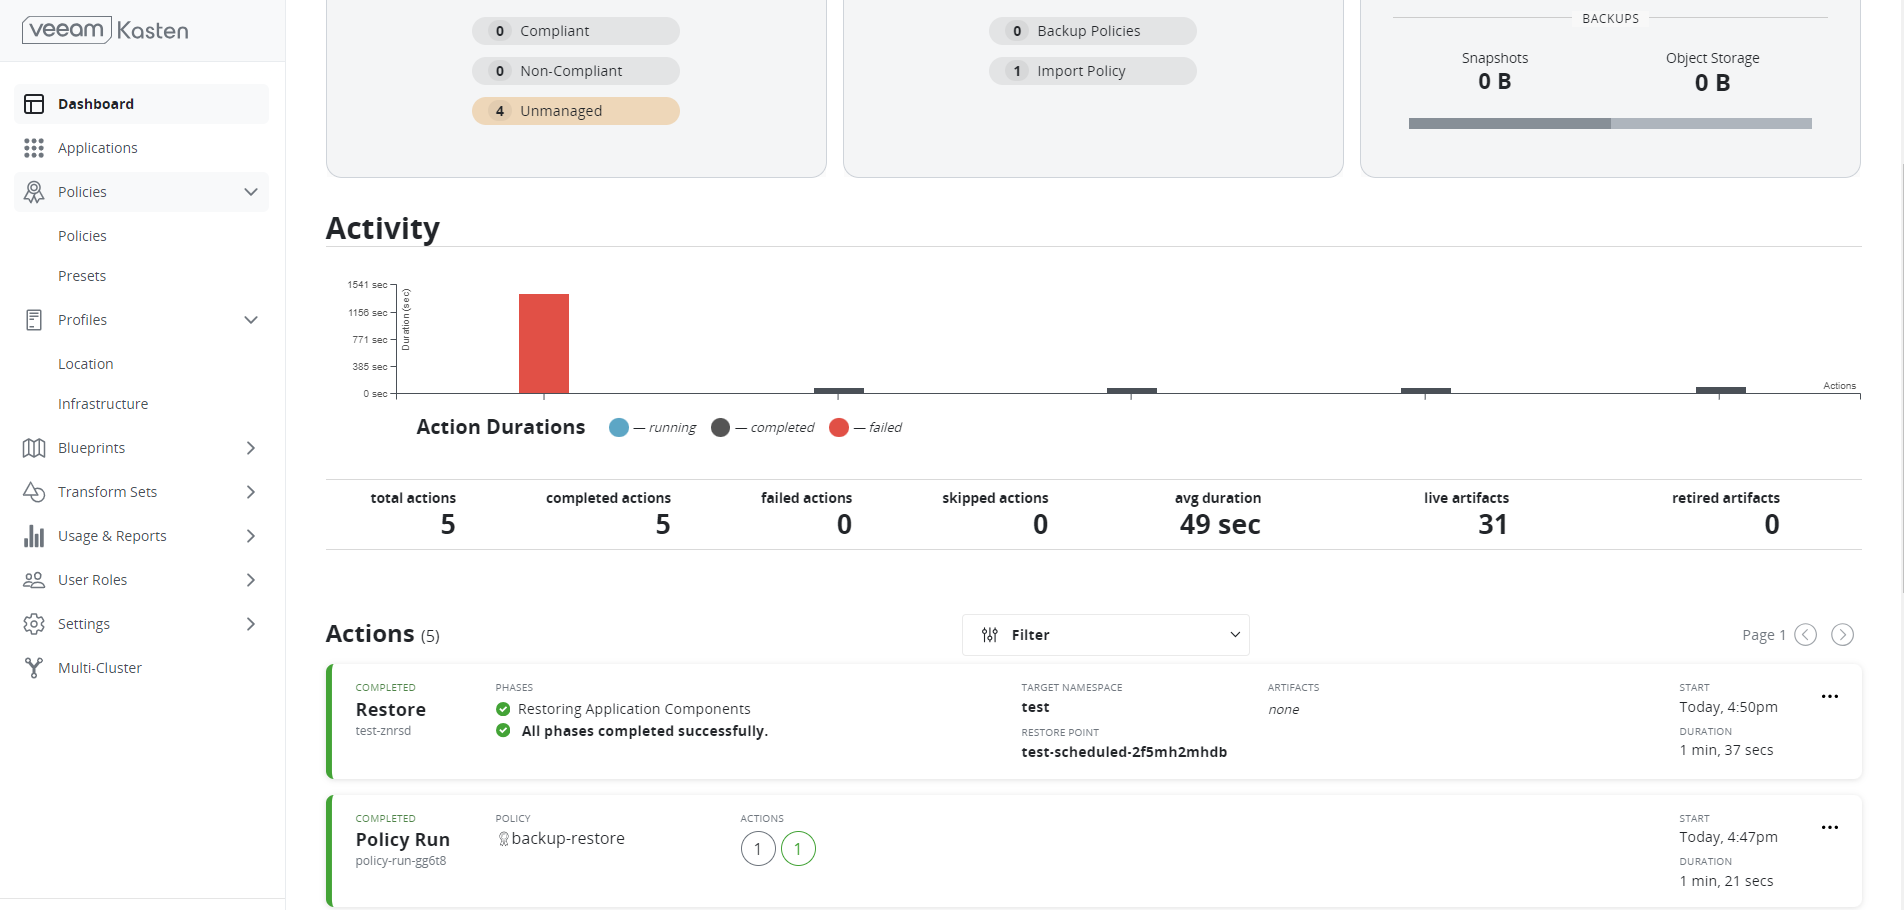 veeam Kasten
Dashboard
Applications
Policies
Policies
Presets
Profiles
Location
Infrastructure
Blueprints
Transform Sets
Usage & Reports
User Roles
Settings
Multi-Cluster
0 Compliant
0 Non-Compliant
4 Unmanaged
0 Backup Policies
1 Import Policy
BACKUPS
Snapshots
0 B
Object Storage
0 B
Activity
1541 sec
1156 sec
771 sec
385 sec
0 sec
Duration (sec)
Actions
Action Durations
— running
— completed
— failed
total actions
5
completed actions
5
failed actions
0
skipped actions
0
avg duration
49 sec
live artifacts
31
retired artifacts
0
Actions (5)
Filter
Page 1
COMPLETED
Restore
test-znrsd
PHASES
Restoring Application Components
All phases completed successfully.
TARGET NAMESPACE
test
RESTORE POINT
test-scheduled-2f5mh2mhdb
ARTIFACTS
none
START
Today, 4:50pm
DURATION
1 min, 37 secs
COMPLETED
Policy Run
policy-run-gg6t8
POLICY
backup-restore
ACTIONS
1 1
START
Today, 4:47pm
DURATION
1 min, 21 secs